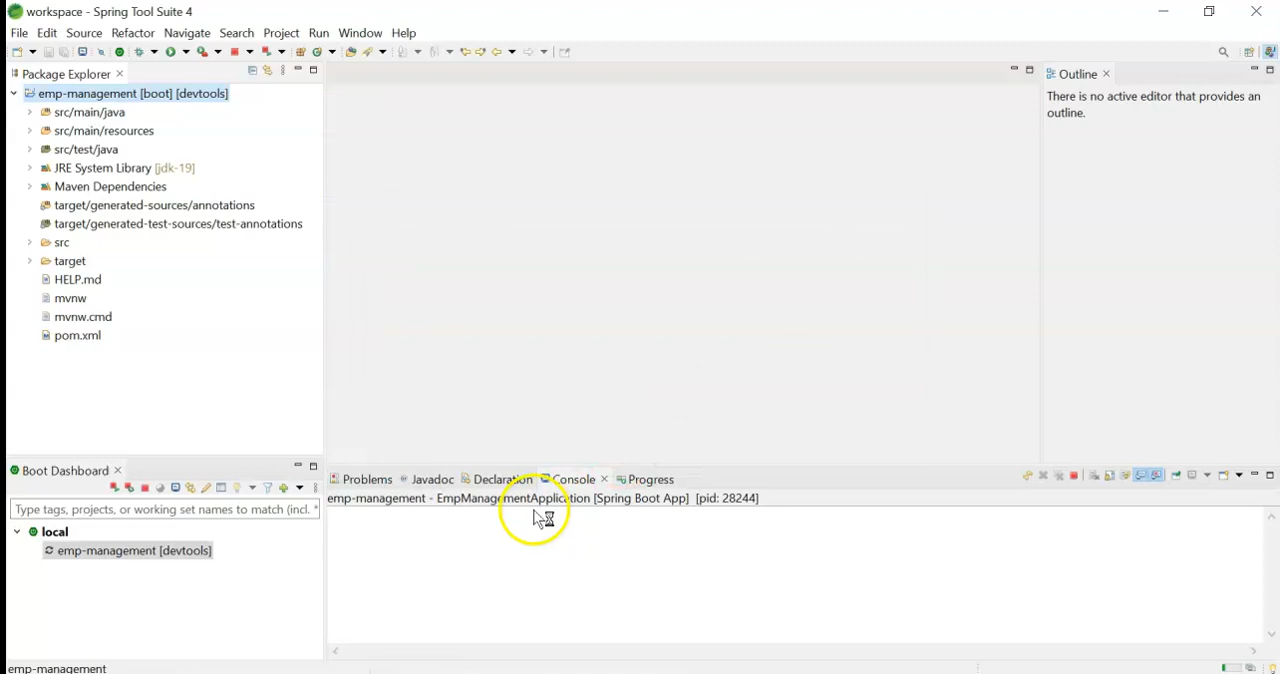 workspace - Spring Tool Suite 4
File Edit Source Refactor Navigate Search Project Run Window Help
Package Explorer
emp-management [boot] [devtools]
src/main/java
src/main/resources
src/test/java
JRE System Library [jdk-19]
Maven Dependencies
target/generated-sources/annotations
target/generated-test-sources/test-annotations
src
target
HELP.md
mvnw
mvnw.cmd
pom.xml
Outline
There is no active editor that provides an
outline.
Boot Dashboard
Type tags, projects, or working set names to match (incl. *
local
emp-management [devtools]
Problems Javadoc Declaration Console Progress
emp-management - EmpManagementApplication [Spring Boot App] [pid: 28244]
emp-management